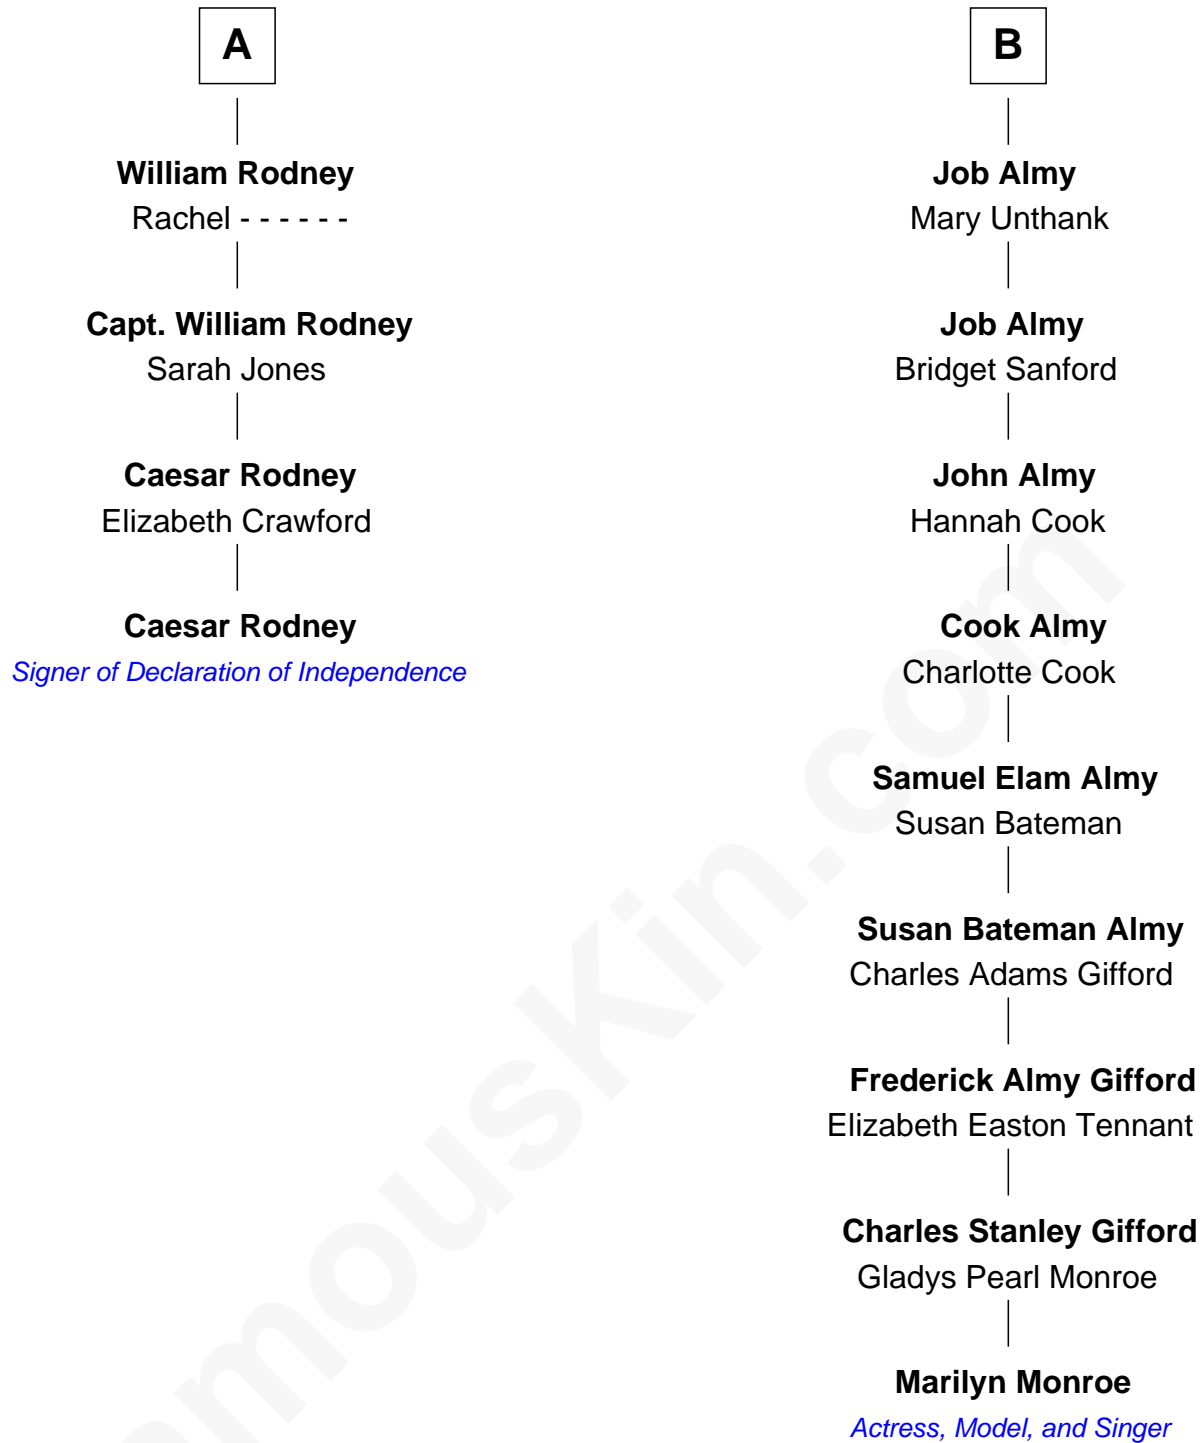 A
William Rodney
Rachel - - - - - -
Capt. William Rodney
Sarah Jones
Caesar Rodney
Elizabeth Crawford
Caesar Rodney
Signer of Declaration of Independence
B
Job Almy
Mary Unthank
Job Almy
Bridget Sanford
John Almy
Hannah Cook
Cook Almy
Charlotte Cook
Samuel Elam Almy
Susan Bateman
Susan Bateman Almy
Charles Adams Gifford
Frederick Almy Gifford
Elizabeth Easton Tennant
Charles Stanley Gifford
Gladys Pearl Monroe
Marilyn Monroe
Actress, Model, and Singer
amouskin.com